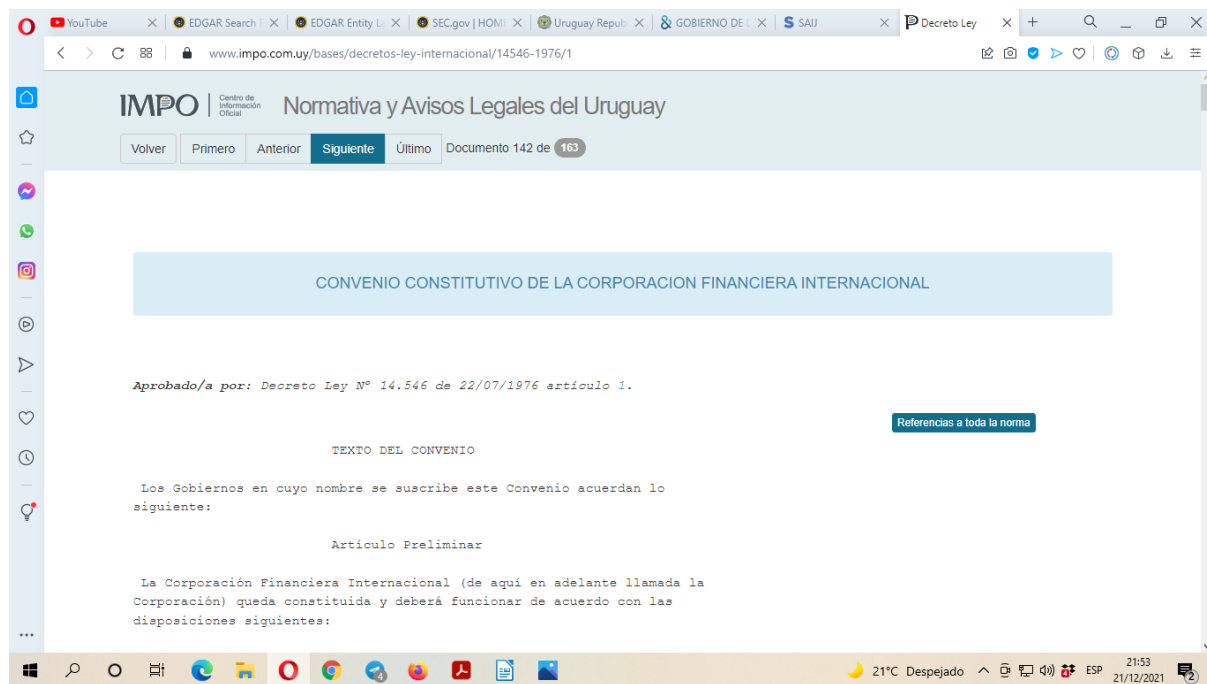 YouTube
EDGAR Search
EDGAR Entity
SEC.gov | HOM
Uruguay Repub
GOBIERNO DE
S SAIJ
Decreto Ley
www.impo.com.uy/bases/decretos-ley-internacional/14546-1976/1
IMPO
Centro de
Información
Oficial
Normativa y Avisos Legales del Uruguay
Volver Primero Anterior Siguiente Último Documento 142 de 163
CONVENIO CONSTITUTIVO DE LA CORPORACION FINANCIERA INTERNACIONAL
Aprobado/a por: Decreto Ley Nº 14.546 de 22/07/1976 artículo 1.
Referencias a toda la norma
TEXTO DEL CONVENIO
Los Gobiernos en cuyo nombre se suscribe este Convenio acuerdan lo
siguiente:
Artículo Preliminar
La Corporación Financiera Internacional (de aquí en adelante llamada la
Corporación) queda constituida y deberá funcionar de acuerdo con las
disposiciones siguientes:
21°C Despejado
ESP
21:53
21/12/2021
2